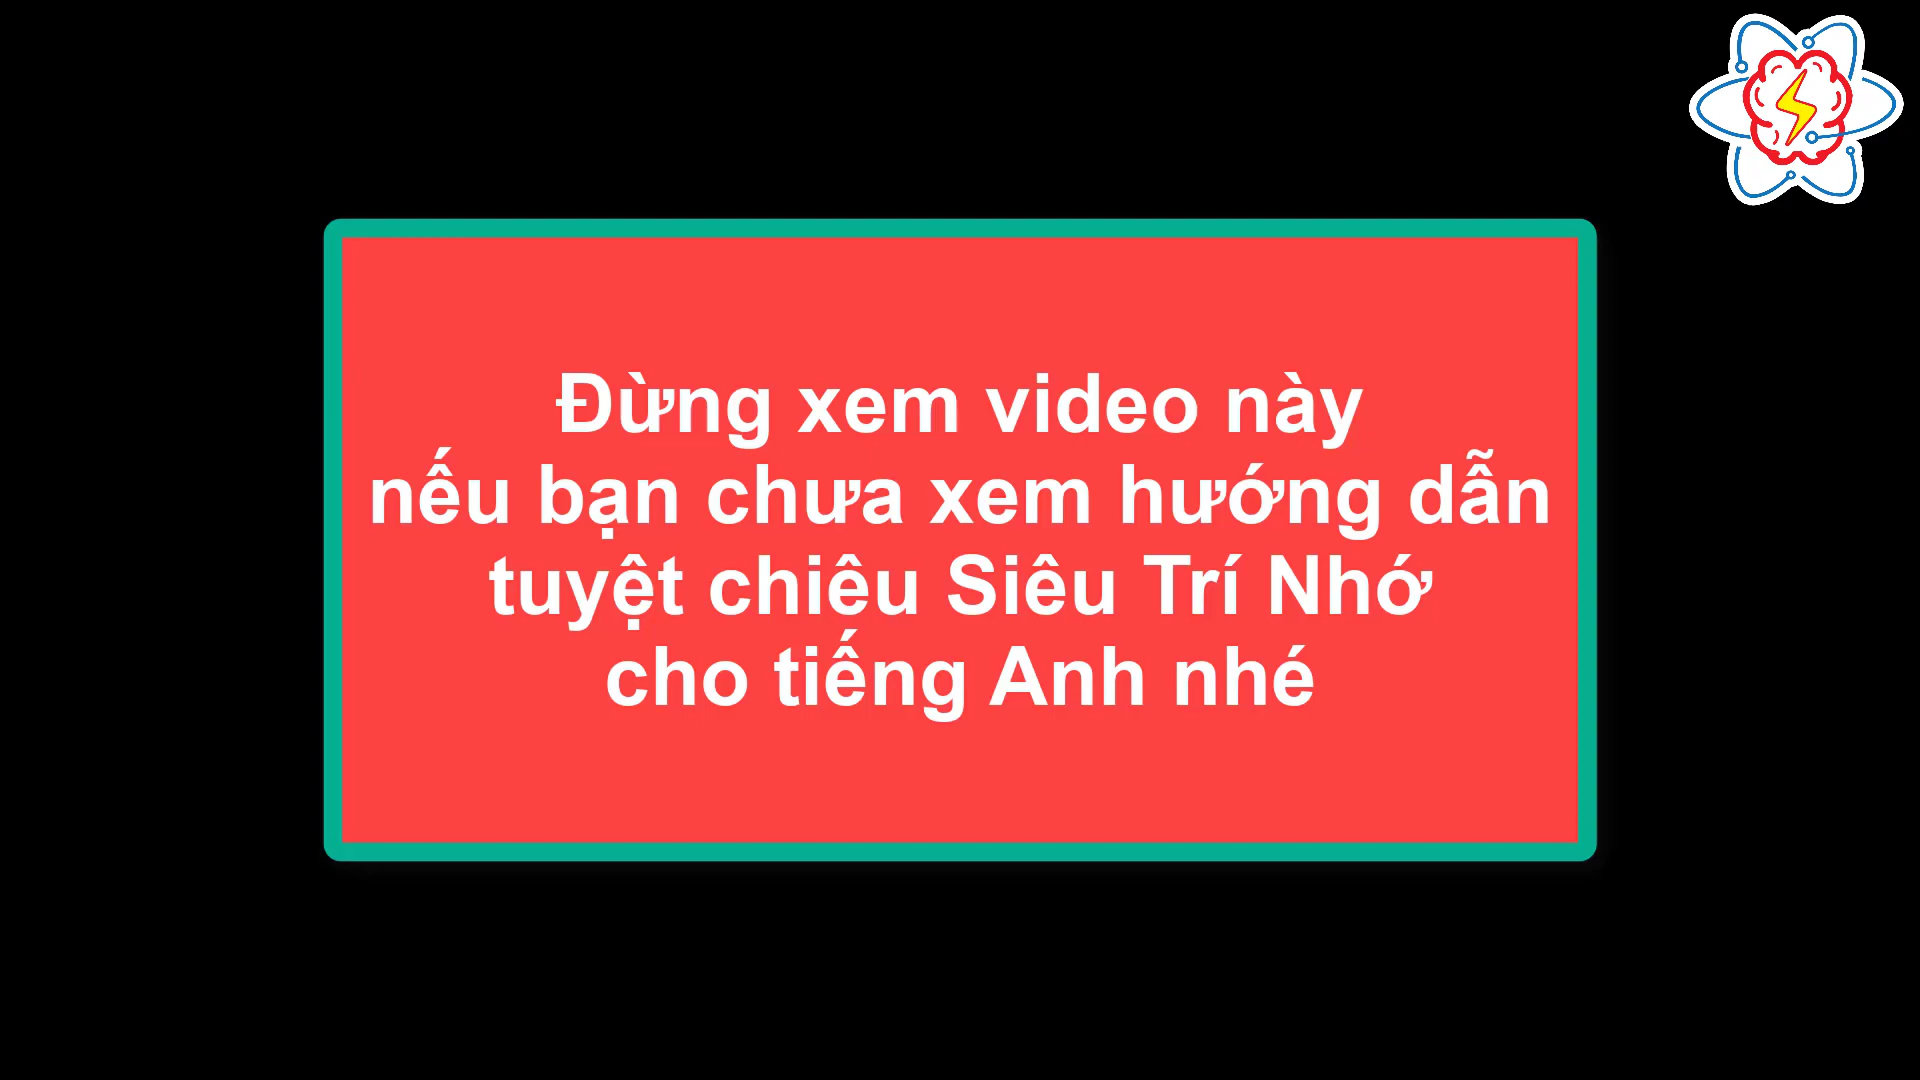 Đừng xem video này
nếu bạn chưa xem hướng dẫn
tuyệt chiêu Siêu Trí Nhớ
cho tiếng Anh nhé